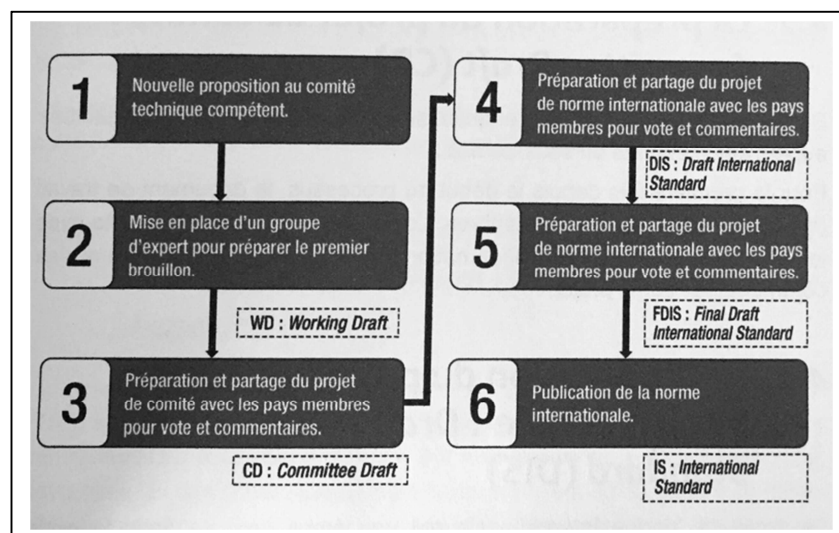 1
Nouvelle proposition au comité
technique compétent.
2
Mise en place d'un groupe
d'expert pour préparer le premier
brouillon.
WD : Working Draft
3
Préparation et partage du projet
de comité avec les pays membres
pour vote et commentaires.
CD : Committee Draft
4
Préparation et partage du projet
de norme internationale avec les pays
membres pour vote et commentaires.
DIS : Draft International
Standard
5
Préparation et partage du projet
de norme internationale avec les pays
membres pour vote et commentaires.
FDIS : Final Draft
International Standard
6
Publication de la norme
internationale.
IS : International
Standard